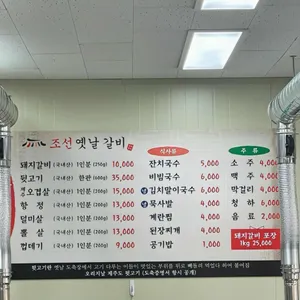 조선 옛날 갈비
돼지갈비 (국내산) 1인분 (250g) 16,000
뒷고기 (국내산) 한판 (600g) 35,000
오겹살 (국내산) 1인분 15,000
항정 (국내산) 1인분 13,000
덜미살 (국내산) 1인분 13,000
뽈살 (국내산) 1인분 13,000
껍데기 (국내산) 1인분 9,000
식사류
잔치국수 5,000
비빔국수 6,000
김치말이국수 6,000
묵사발 4,000
계란찜 4,000
된장찌개 4,000
공기밥 1,000
주류
소주 4,000
맥주 4,000
막걸리 4,000
청하
음료 2,000
돼지갈비 포장
1kg 25,000